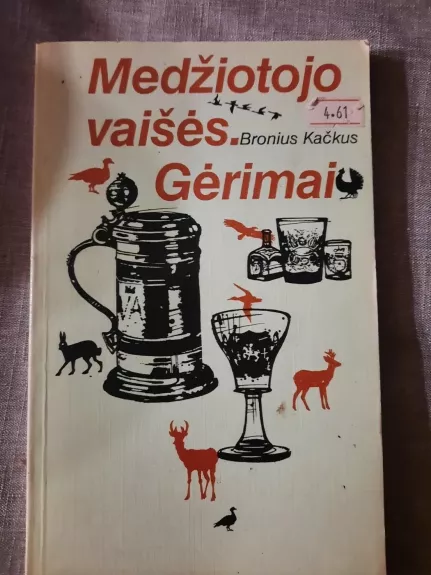 Medžiotojo
vaišės.
4.61
Bronius Kačkus
Gėrimai